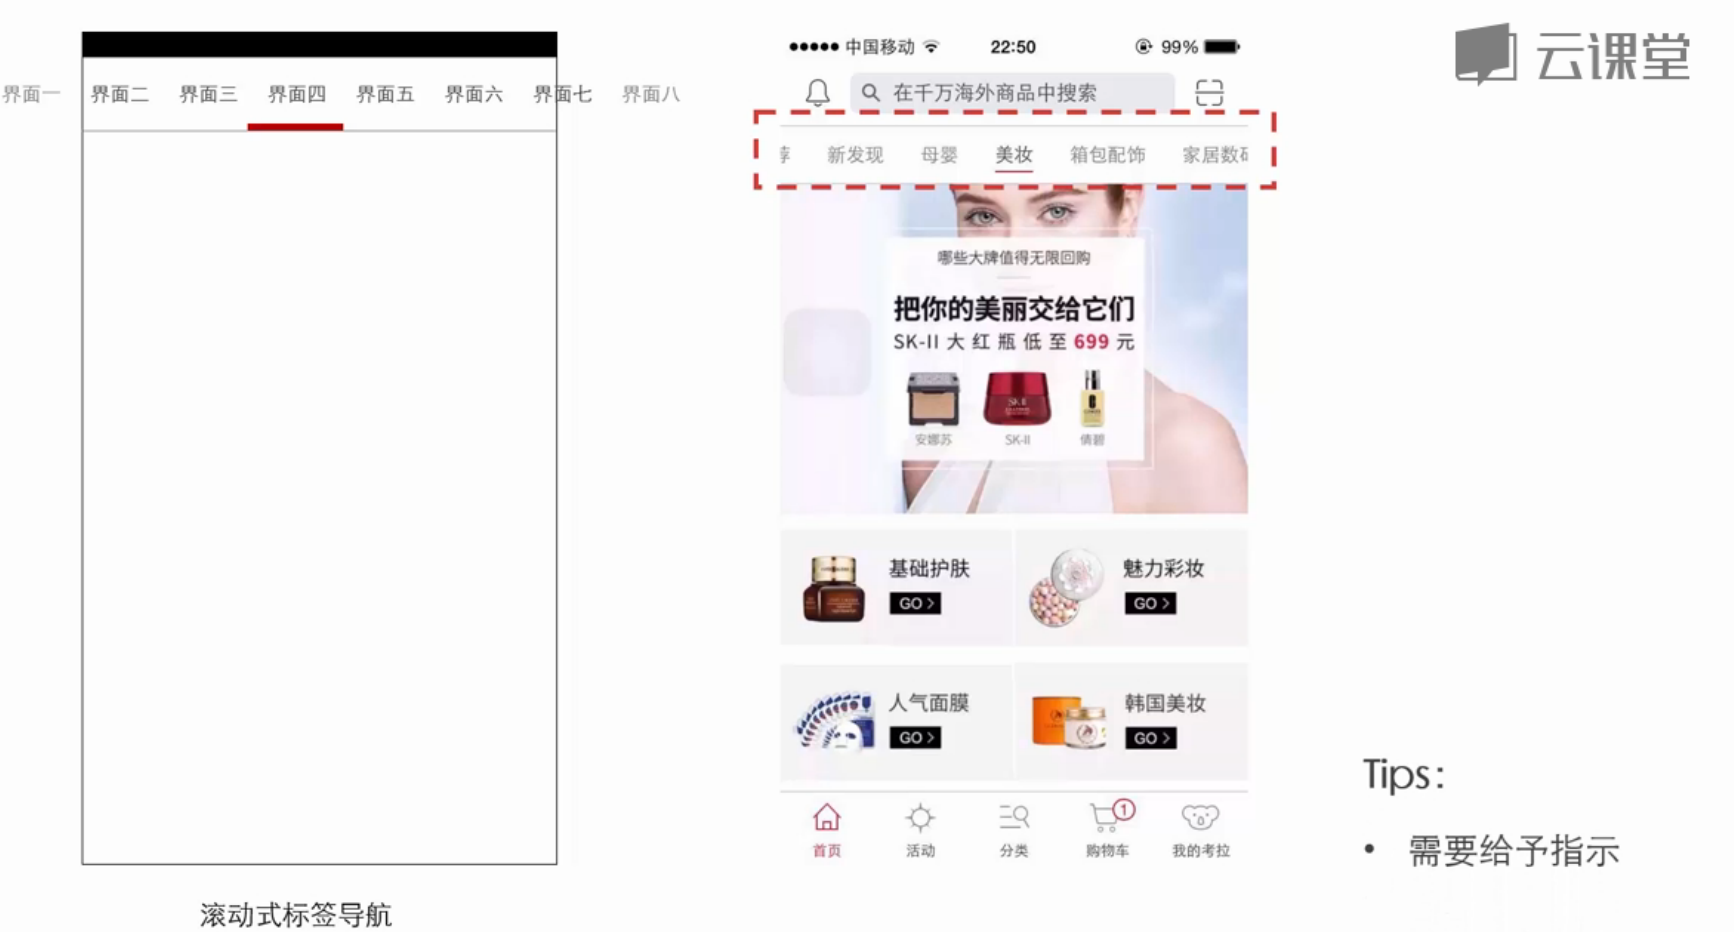 云课堂
界面一 界面二 界面三 界面四 界面五 界面六 界面七 界面八
滚动式标签导航
中国移动 22:50 99%
在千万海外商品中搜索
荐 新发现 母婴 美妆 箱包配饰 家居数码
哪些大牌值得无限回购
把你的美丽交给它们
SK-II 大红瓶低至 699 元
SK-II
安娜苏 SK-II 倩碧
基础护肤 魅力彩妆
GO > GO >
人气面膜 韩国美妆
GO > GO >
1
首页 活动 分类 购物车 我的考拉
Tips:
• 需要给予指示